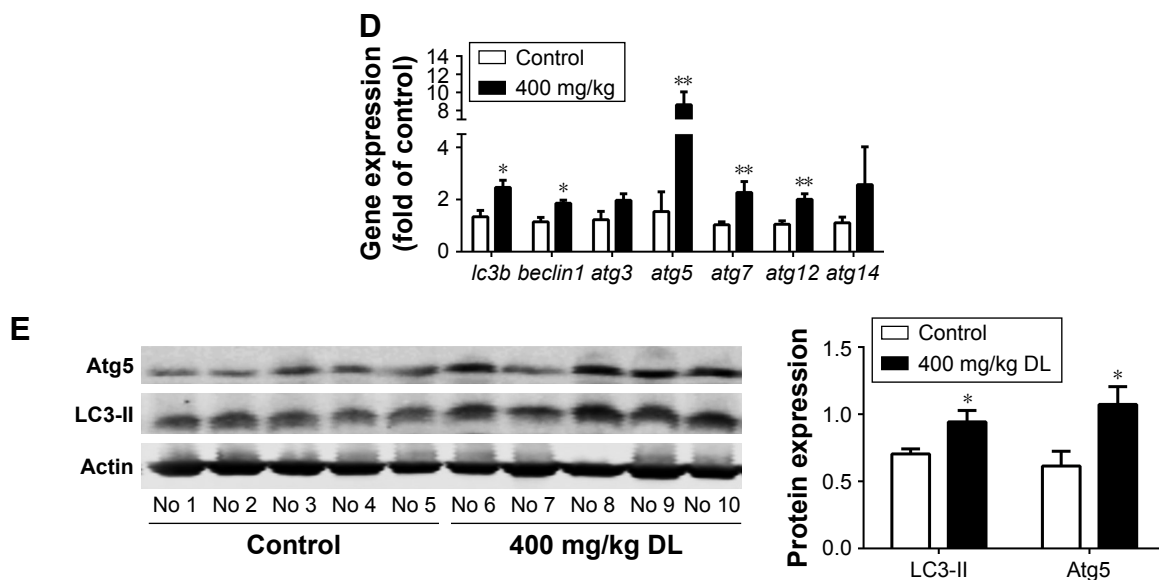 D
Gene expression
(fold of control)
14
12
10
8
4
2
0
Control
400 mg/kg
*
*
**
**
**
lc3b beclin1 atg3 atg5 atg7 atg12 atg14
E
Atg5
LC3-II
Actin
No 1 No 2 No 3 No 4 No 5 No 6 No 7 No 8 No 9 No 10
Control 400 mg/kg DL
Protein expression
1.5
1.0
0.5
0.0
Control
400 mg/kg DL
*
*
LC3-II Atg5